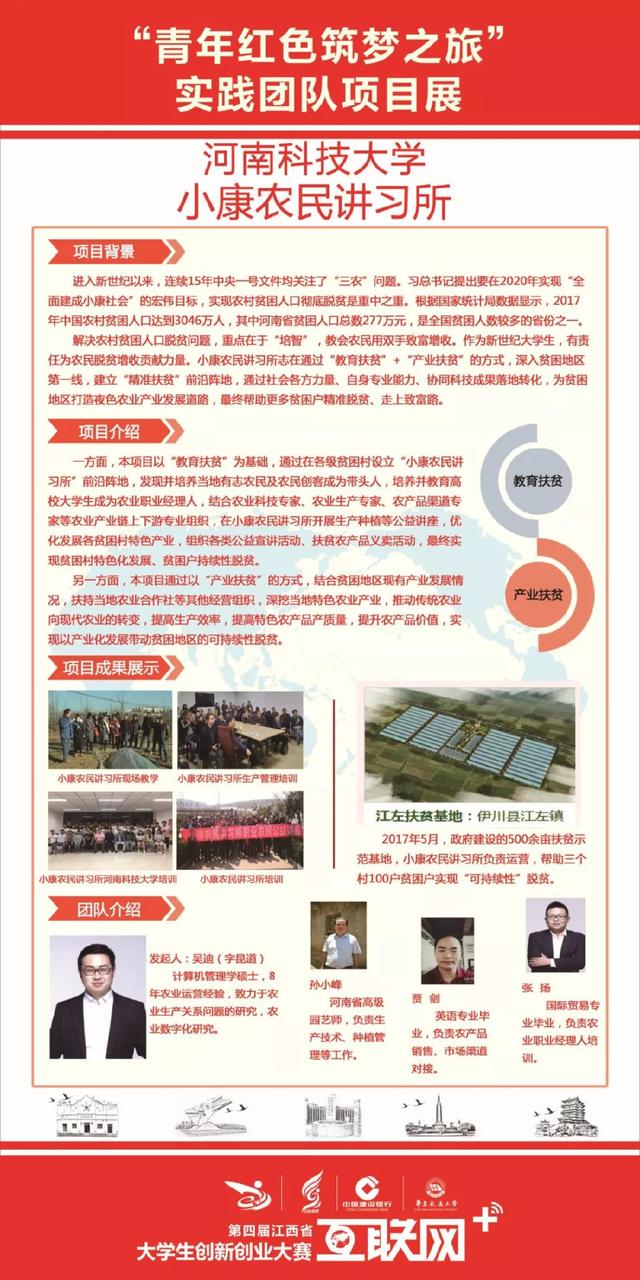 “青年红色筑梦之旅”
实践团队项目展
河南科技大学
小康农民讲习所
项目背景
进入新世纪以来，连续15年中央一号文件均关注了“三农”问题。习总书记提出要在2020年实现“全
面建成小康社会”的宏伟目标，实现农村贫困人口彻底脱贫是重中之重。根据国家统计局数据显示，2017
年中国农村贫困人口达到3046万人，其中河南省贫困人口总数277万元，是全国贫困人数较多的省份之一。
解决农村贫困人口脱贫问题，重点在于“培智”，教会农民用双手致富增收。作为新世纪大学生，有责
任为农民脱贫增收贡献力量。小康农民讲习所志在通过“教育扶贫”+“产业扶贫”的方式，深入贫困地区
第一线，建立“精准扶贫”前沿阵地，通过社会各方力量、自身专业能力、协同科技成果落地转化，为贫困
地区打造夜色农业产业发展道路，最终帮助更多贫困户精准脱贫、走上致富路。
项目介绍
一方面，本项目以“教育扶贫”为基础，通过在各级贫困村设立“小康农民讲
习所”前沿阵地，发现并培养当地有志农民及农民创客成为带头人，培养并教育高
校大学生成为农业职业经理人，结合农业科技专家、农业生产专家、农产品渠道专
家等农业产业链上下游专业组织，在小康农民讲习所开展生产种植等公益讲座，优
化发展各贫困村特色产业，组织各类公益宣讲活动、扶贫农产品义卖活动，最终实
现贫困村特色化发展、贫困户持续性脱贫。
另一方面，本项目通过以“产业扶贫”的方式，结合贫困地区现有产业发展情
况，扶持当地农业合作社等其他经营组织，深挖当地特色农业产业，推动传统农业
向现代农业的转变，提高生产效率，提高特色农产品产质量，提升农产品价值，实
现以产业化发展带动贫困地区的可持续性脱贫。
教育扶贫
产业扶贫
项目成果展示
小康农民讲习所现场教学
小康农民讲习所生产管理培训
小康农民讲习所河南科技大学培训
小康农民讲习所培训
江左扶贫基地：伊川县江左镇
2017年5月，政府建设的500余亩扶贫示
范基地，小康农民讲习所负责运营，帮助三个
村100户贫困户实现“可持续性”脱贫。
团队介绍
发起人：吴迪（字昆道）
计算机管理学硕士，8
年农业运营经验，致力于农
业生产关系问题的研究，农
业数字化研究。
孙小峰
河南省高级
园艺师，负责生
产技术、种植管
理等工作。
贾 剑
英语专业毕
业，负责农产品
销售、市场渠道
对接。
张 扬
国际贸易专
业毕业，负责农
业职业经理人培
训。
中国建设银行
China Construction Bank
华东交通大学
第四届江西省
大学生创新创业大赛
互联网+